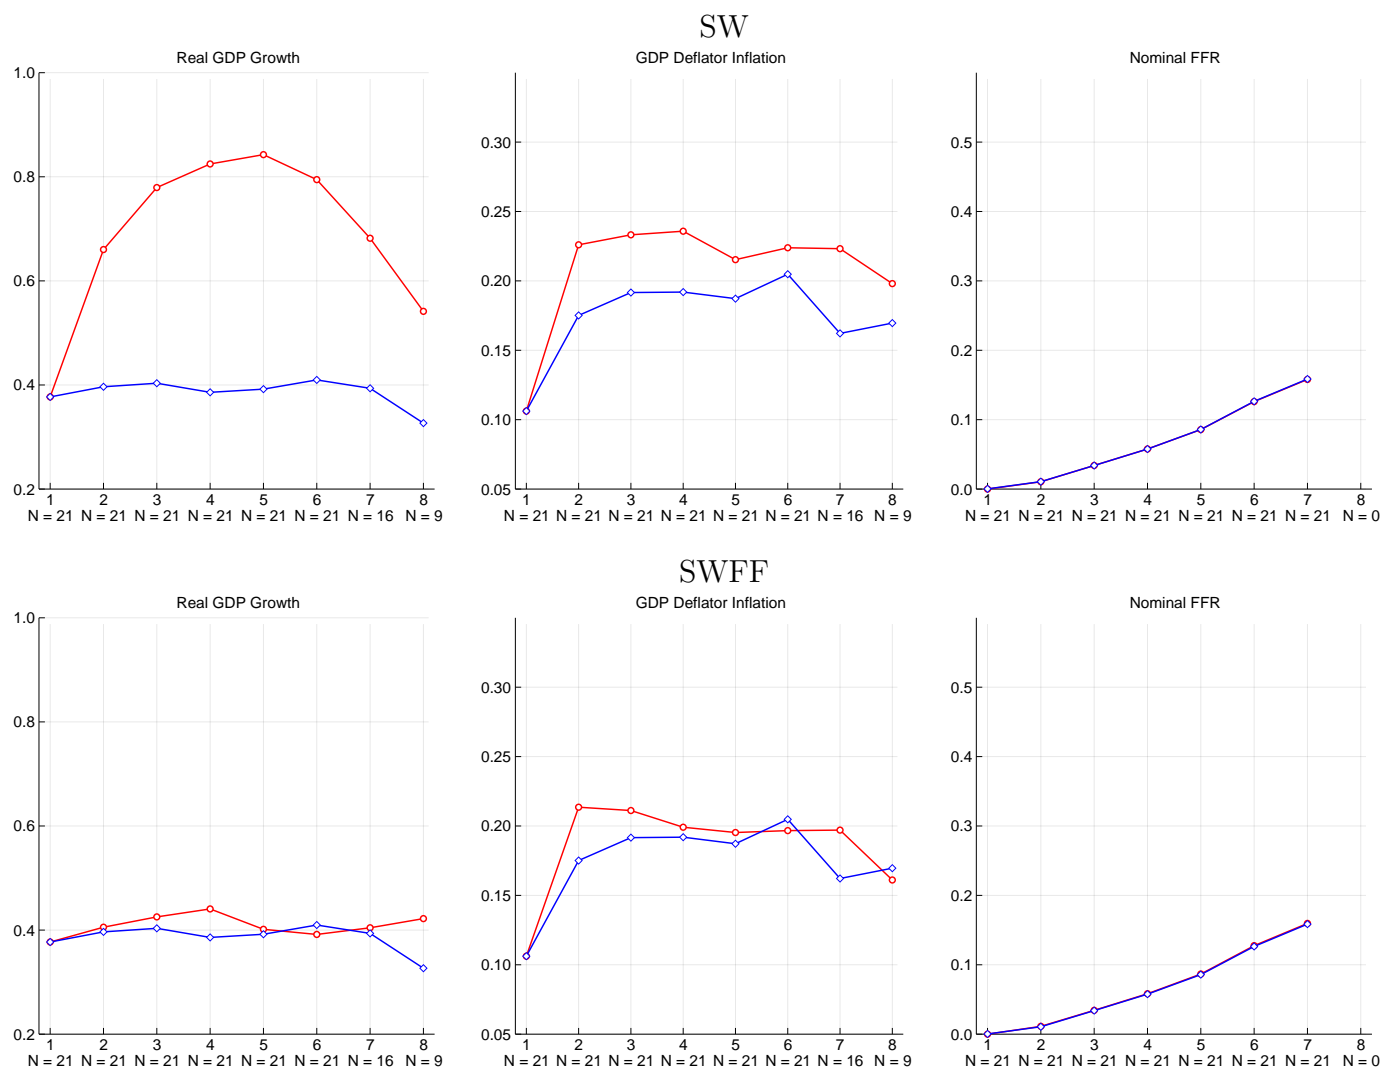 SW
Real GDP Growth
GDP Deflator Inflation
Nominal FFR
1.0
0.8
0.6
0.4
0.2
0.30
0.25
0.20
0.15
0.10
0.05
0.5
0.4
0.3
0.2
0.1
0.0
1 2 3 4 5 6 7 8
N = 21 N = 21 N = 21 N = 21 N = 21 N = 21 N = 16 N = 9
1 2 3 4 5 6 7 8
N = 21 N = 21 N = 21 N = 21 N = 21 N = 21 N = 16 N = 9
1 2 3 4 5 6 7 8
N = 21 N = 21 N = 21 N = 21 N = 21 N = 21 N = 21 N = 0
SWFF
Real GDP Growth
GDP Deflator Inflation
Nominal FFR
1.0
0.8
0.6
0.4
0.2
0.30
0.25
0.20
0.15
0.10
0.05
0.5
0.4
0.3
0.2
0.1
0.0
1 2 3 4 5 6 7 8
N = 21 N = 21 N = 21 N = 21 N = 21 N = 21 N = 16 N = 9
1 2 3 4 5 6 7 8
N = 21 N = 21 N = 21 N = 21 N = 21 N = 21 N = 16 N = 9
1 2 3 4 5 6 7 8
N = 21 N = 21 N = 21 N = 21 N = 21 N = 21 N = 21 N = 0